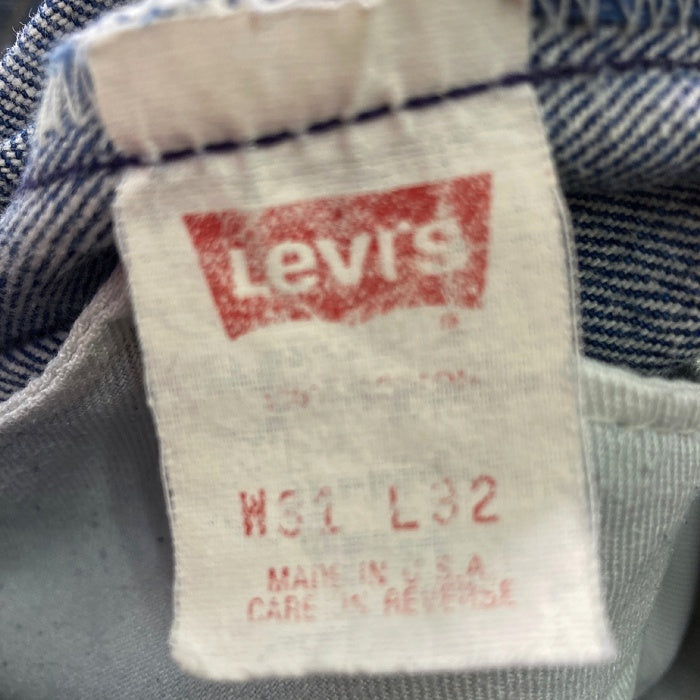 Levi's
W31 L32
MADE IN U.S.A.
CARE IN REVERSE